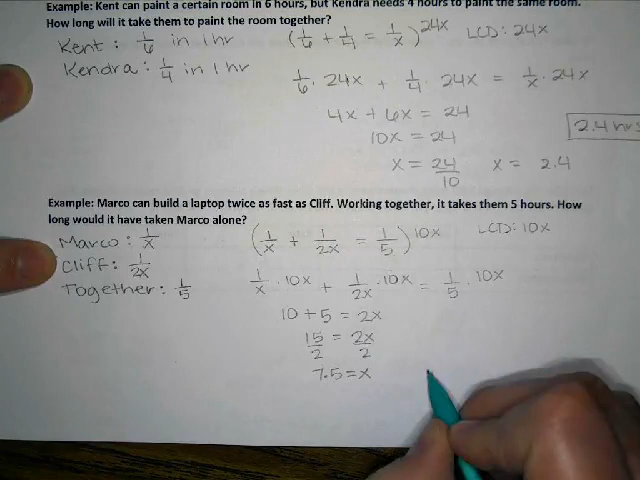 Example: Kent can paint a certain room in 6 hours, but Kendra needs 4 hours to paint the same room.
How long will it take them to paint the room together?
Kent: 1/6 in 1 hr
(1/6 + 1/4 = 1/x) 24x
LCD: 24x
Kendra: 1/4 in 1 hr
1/6 · 24x + 1/4 · 24x = 1/x · 24x
4x + 6x = 24
10x = 24
2.4 hrs
x = 24/10
x = 2.4
Example: Marco can build a laptop twice as fast as Cliff. Working together, it takes them 5 hours. How
long would it have taken Marco alone?
Marco: 1/x
(1/x + 1/2x = 1/5) 10x
LCD: 10x
Cliff: 1/2x
Together: 1/5
1/x · 10x + 1/2x · 10x = 1/5 · 10x
10 + 5 = 2x
15/2 = 2x/2
7.5 = x